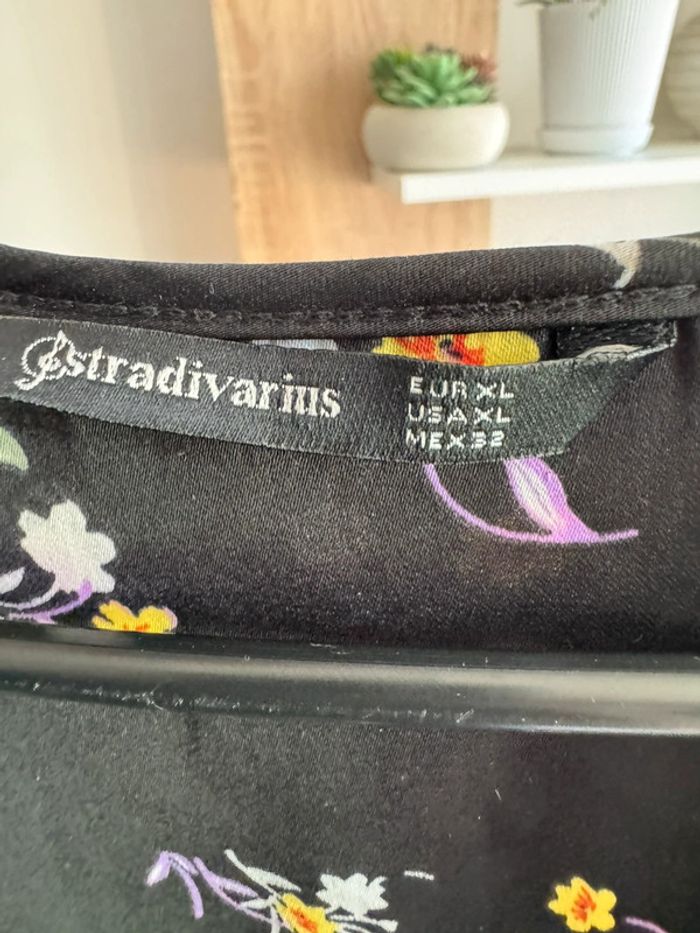 stradivarius
EUR XL
USA XL
MEX 32